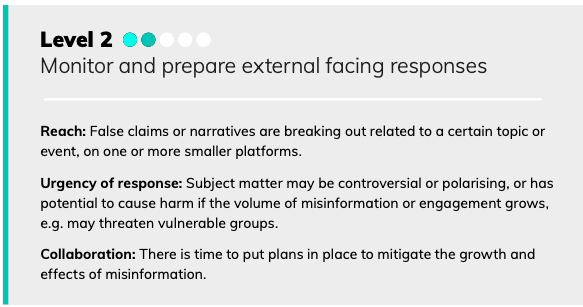 Level 2
Monitor and prepare external facing responses
Reach: False claims or narratives are breaking out related to a certain topic or
event, on one or more smaller platforms.
Urgency of response: Subject matter may be controversial or polarising, or has
potential to cause harm if the volume of misinformation or engagement grows,
e.g. may threaten vulnerable groups.
Collaboration: There is time to put plans in place to mitigate the growth and
effects of misinformation.